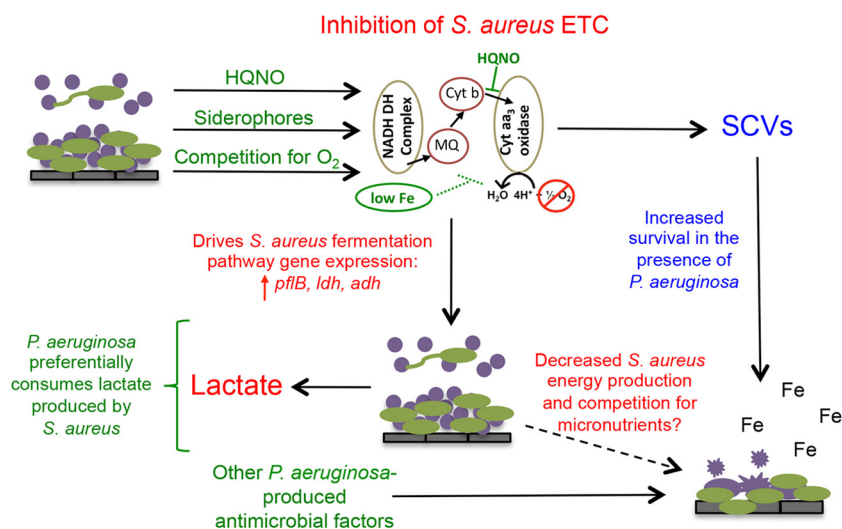 Inhibition of S. aureus ETC
HQNO
Siderophores
Competition for O2
NADH DH
Complex
MQ
Cyt b
HQNO
Cyt aa3
oxidase
low Fe
H2O 4H+ + ½ O2
SCVs
Drives S. aureus fermentation
pathway gene expression:
pflB, ldh, adh
Increased
survival in the
presence of
P. aeruginosa
P. aeruginosa
preferentially
consumes lactate
produced by
S. aureus
Lactate
Decreased S. aureus
energy production
and competition for
micronutrients?
Fe
Fe
Fe
Fe
Other P. aeruginosa-
produced
antimicrobial factors